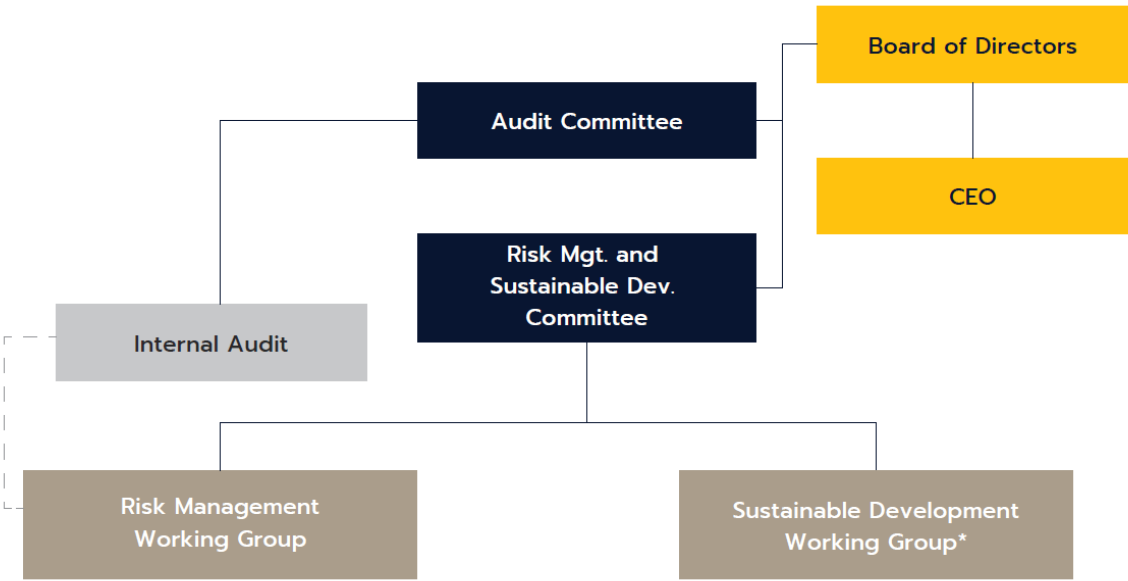 Board of Directors
Audit Committee
CEO
Risk Mgt. and
Sustainable Dev.
Committee
Internal Audit
Risk Management
Working Group
Sustainable Development
Working Group*